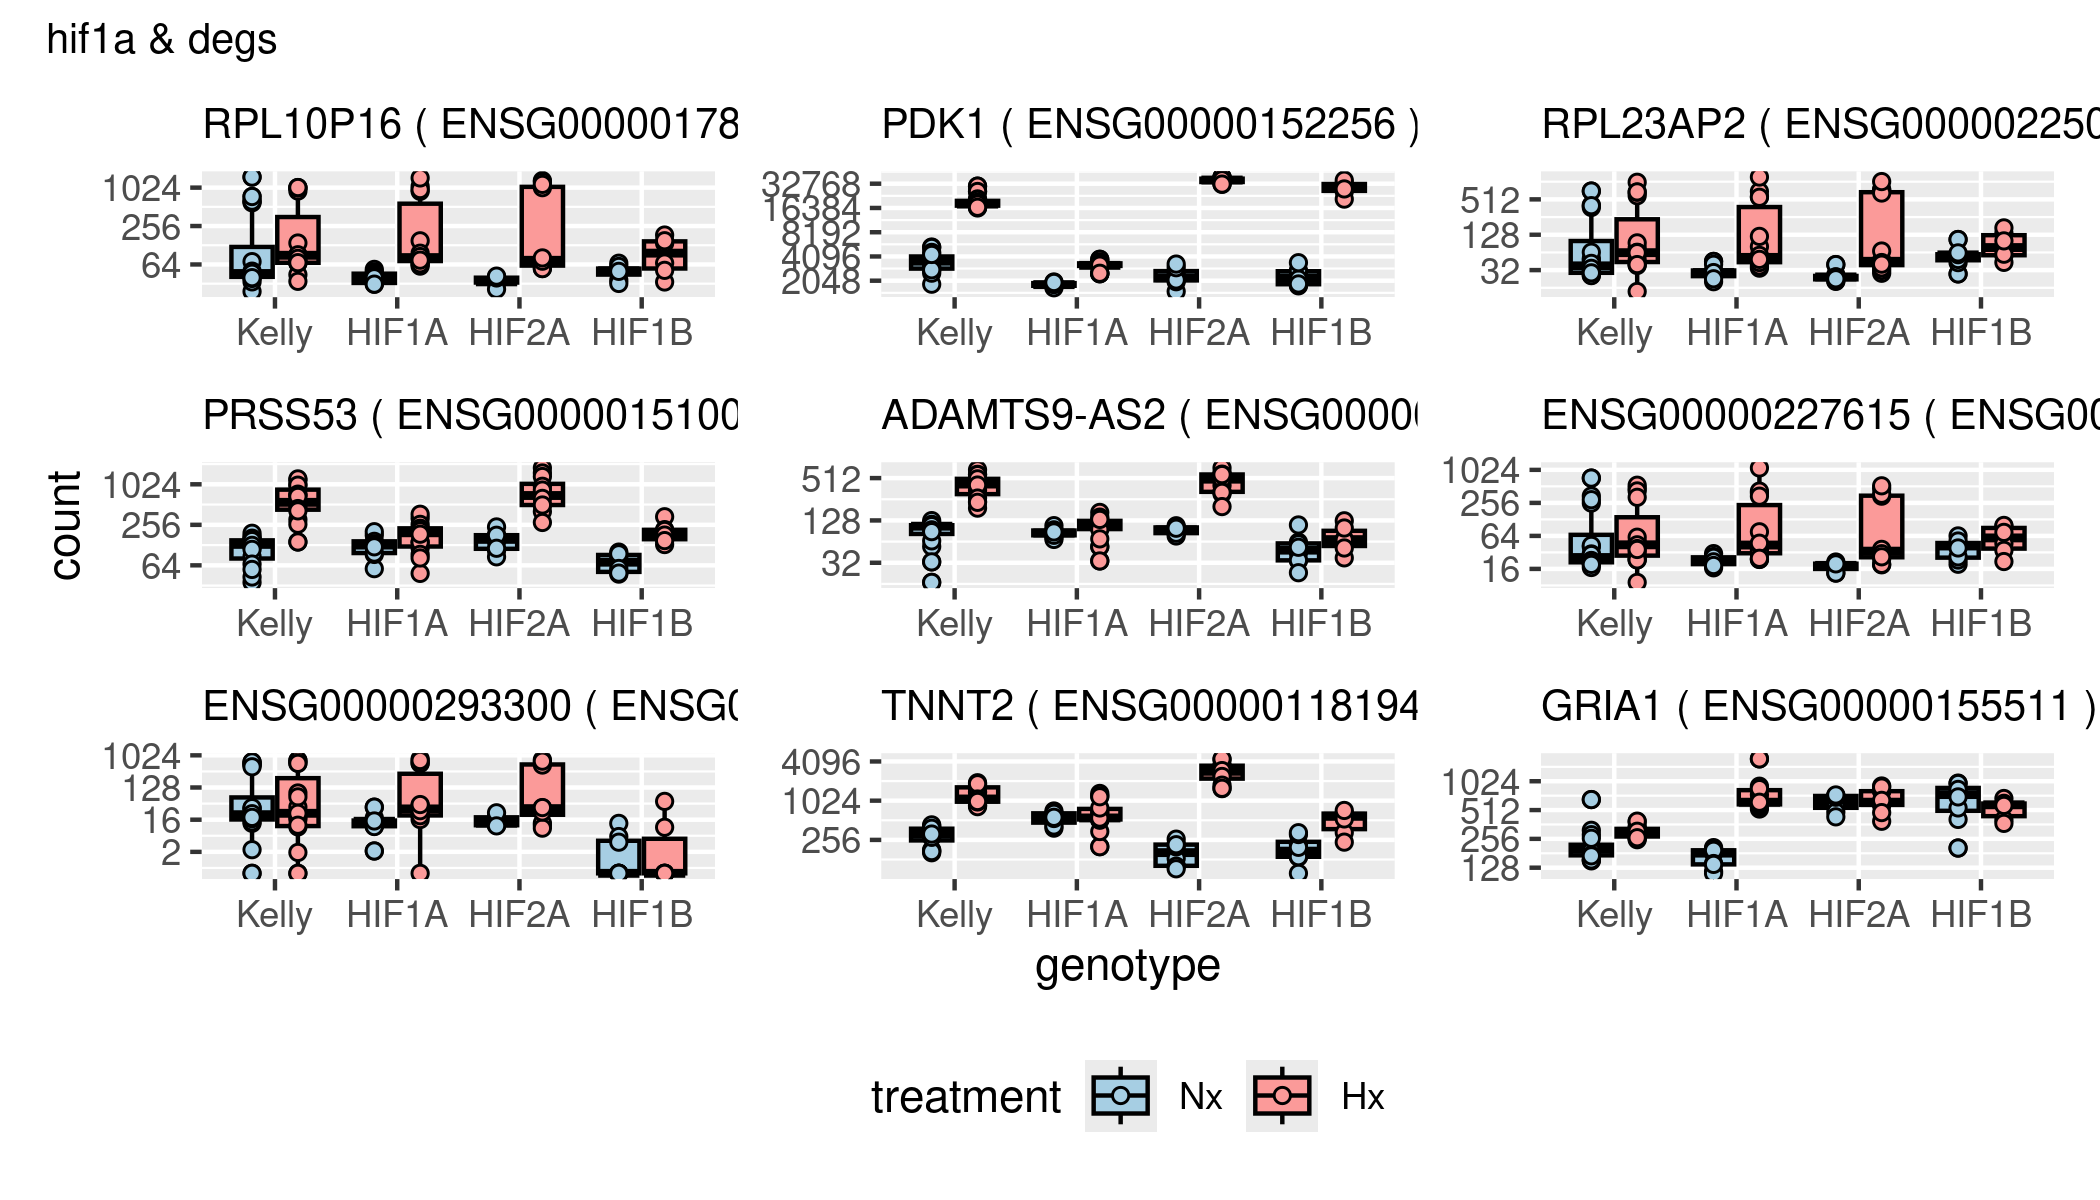 hif1a & degs
RPL10P16 ( ENSG00000178
1024
256
64
Kelly HIF1A HIF2A HIF1B
PDK1 ( ENSG00000152256 )
32768
16384
8192
4096
2048
Kelly HIF1A HIF2A HIF1B
RPL23AP2 ( ENSG000002250
512
128
32
Kelly HIF1A HIF2A HIF1B
count
PRSS53 ( ENSG0000015100
1024
256
64
Kelly HIF1A HIF2A HIF1B
ADAMTS9-AS2 ( ENSG00000
512
128
32
Kelly HIF1A HIF2A HIF1B
ENSG00000227615 ( ENSG00
1024
256
64
16
Kelly HIF1A HIF2A HIF1B
ENSG00000293300 ( ENSG0
1024
128
16
2
Kelly HIF1A HIF2A HIF1B
TNNT2 ( ENSG00000118194
4096
1024
256
Kelly HIF1A HIF2A HIF1B
GRIA1 ( ENSG00000155511 )
1024
512
256
128
Kelly HIF1A HIF2A HIF1B
genotype
treatment Nx Hx